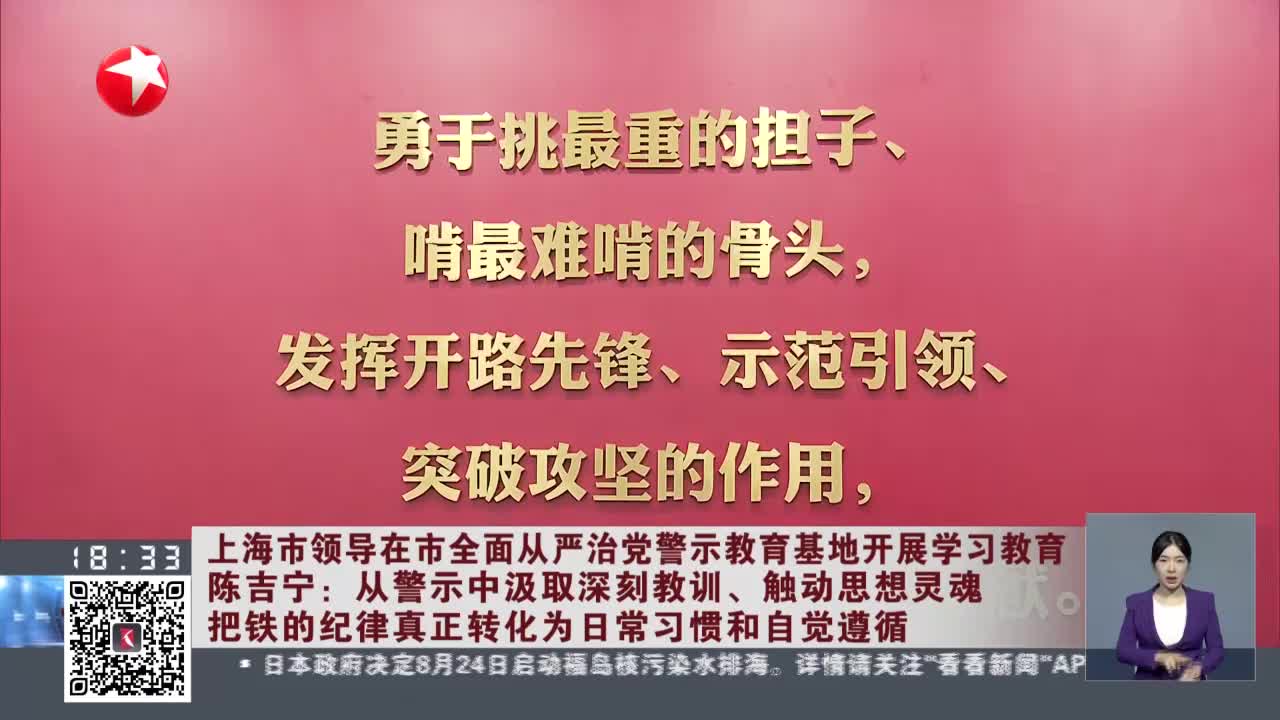 勇于挑最重的担子、
啃最难啃的骨头，
发挥开路先锋、示范引领、
突破攻坚的作用，
献。
18:33
上海市领导在市全面从严治党警示教育基地开展学习教育
陈吉宁：从警示中汲取深刻教训、触动思想灵魂
把铁的纪律真正转化为日常习惯和自觉遵循
K
* 日本政府决定8月24日启动福岛核污染水排海。详情请关注"看看新闻"AP